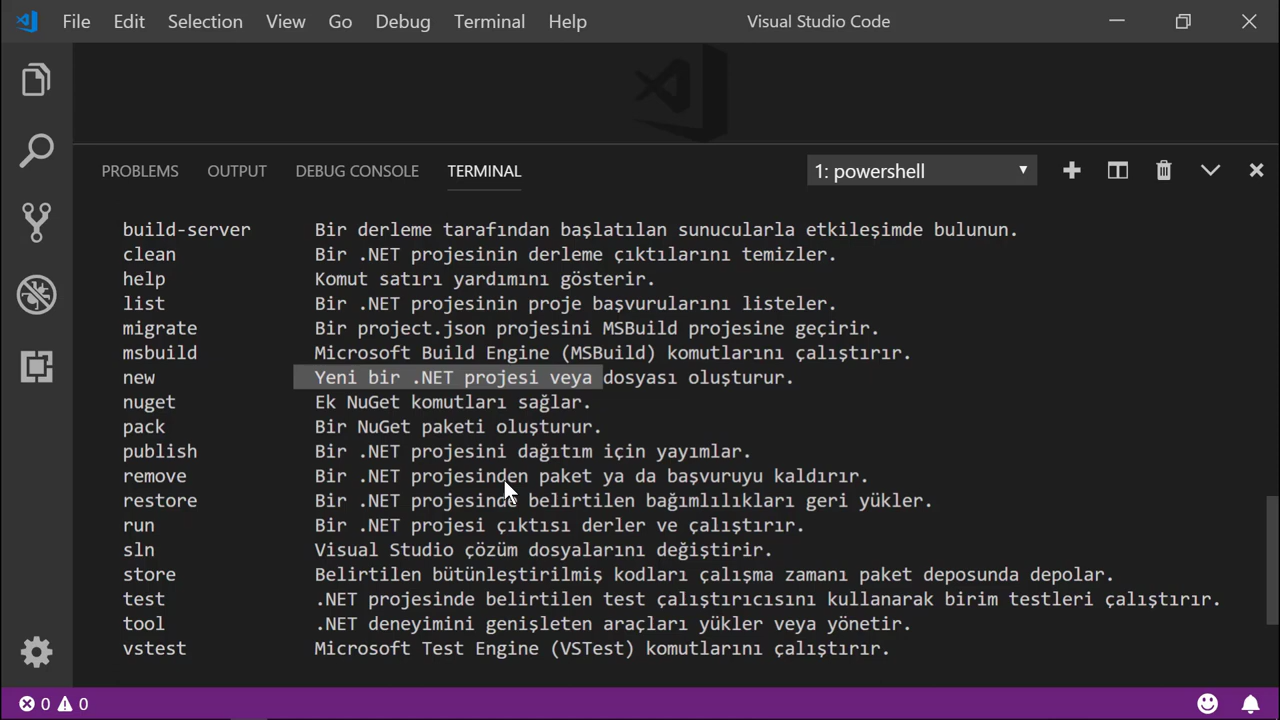 File Edit Selection View Go Debug Terminal Help Visual Studio Code
PROBLEMS OUTPUT DEBUG CONSOLE TERMINAL 1: powershell
build-server Bir derleme tarafından başlatılan sunucularla etkileşimde bulunun.
clean Bir .NET projesinin derleme çıktılarını temizler.
help Komut satırı yardımını gösterir.
list Bir .NET projesinin proje başvurularını listeler.
migrate Bir project.json projesini MSBuild projesine geçirir.
msbuild Microsoft Build Engine (MSBuild) komutlarını çalıştırır.
new Yeni bir .NET projesi veya dosyası oluşturur.
nuget Ek NuGet komutları sağlar.
pack Bir NuGet paketi oluşturur.
publish Bir .NET projesini dağıtım için yayımlar.
remove Bir .NET projesinden paket ya da başvuruyu kaldırır.
restore Bir .NET projesinde belirtilen bağımlılıkları geri yükler.
run Bir .NET projesi çıktısı derler ve çalıştırır.
sln Visual Studio çözüm dosyalarını değiştirir.
store Belirtilen bütünleştirilmiş kodları çalışma zamanı paket deposunda depolar.
test .NET projesinde belirtilen test çalıştırıcısını kullanarak birim testleri çalıştırır.
tool .NET deneyimini genişleten araçları yükler veya yönetir.
vstest Microsoft Test Engine (VSTest) komutlarını çalıştırır.
0 0